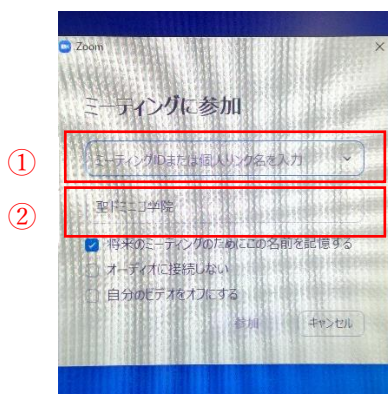 Zoom
ミーティングに参加
①
ミーティングIDまたは個人リンク名を入力
②
聖ドミニコ学院
将来のミーティングのためにこの名前を記憶する
オーディオに接続しない
自分のビデオをオフにする
参加 キャンセル